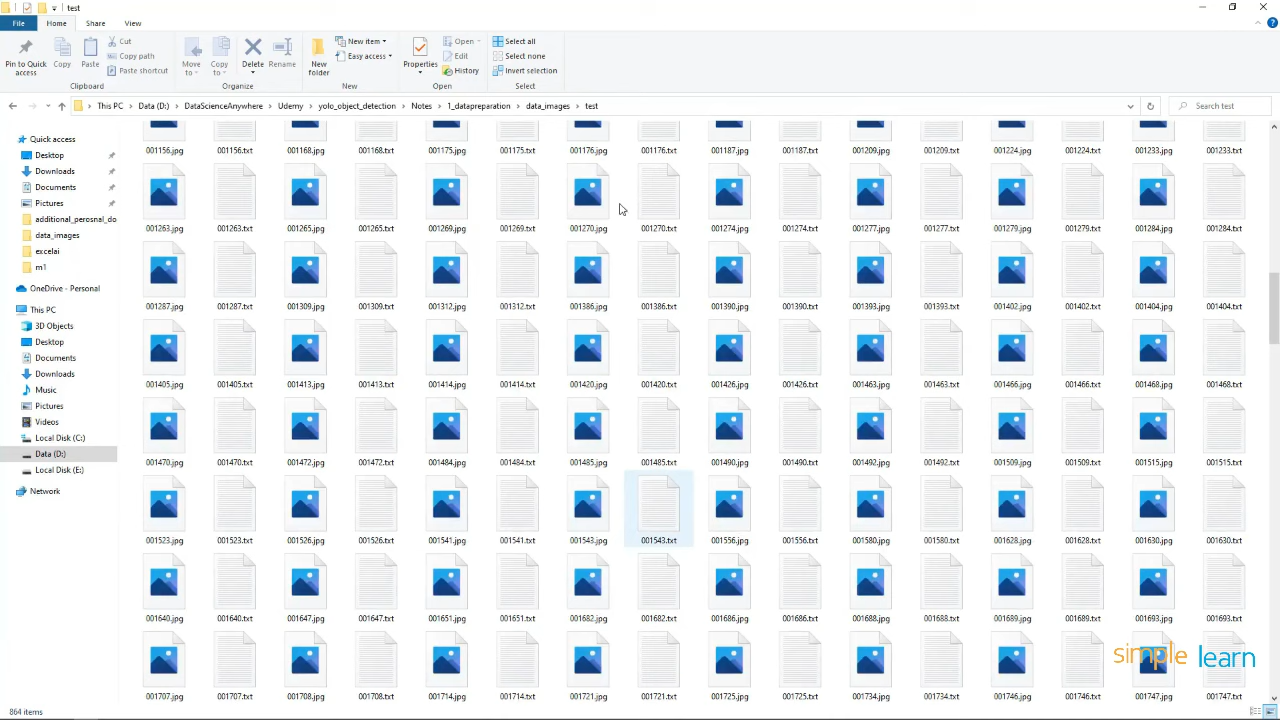 test
File Home Share View
Pin to Quick access
Copy
Paste
Cut
Copy path
Paste shortcut
Clipboard
Move to
Copy to
Delete
Rename
Organize
New folder
New item
Easy access
New
Properties
Open
Edit
History
Open
Select all
Select none
Invert selection
Select
This PC Data (D:) DataScienceAnywhere Udemy yolo_object_detection Notes 1_datapreparation data_images test
Search test
Quick access
Desktop
Downloads
Documents
Pictures
additional_perosnal_do
data_images
excelai
m1
OneDrive - Personal
This PC
3D Objects
Desktop
Documents
Downloads
Music
Pictures
Videos
Local Disk (C:)
Data (D:)
Local Disk (E:)
Network
001156.jpg 001156.txt 001168.jpg 001168.txt 001175.jpg 001175.txt 001176.jpg 001176.txt 001187.jpg 001187.txt 001209.jpg 001209.txt 001224.jpg 001224.txt 001233.jpg 001233.txt
001263.jpg 001263.txt 001265.jpg 001265.txt 001269.jpg 001269.txt 001270.jpg 001270.txt 001274.jpg 001274.txt 001277.jpg 001277.txt 001279.jpg 001279.txt 001284.jpg 001284.txt
001287.jpg 001287.txt 001309.jpg 001309.txt 001312.jpg 001312.txt 001386.jpg 001386.txt 001390.jpg 001390.txt 001393.jpg 001393.txt 001402.jpg 001402.txt 001404.jpg 001404.txt
001405.jpg 001405.txt 001413.jpg 001413.txt 001414.jpg 001414.txt 001420.jpg 001420.txt 001426.jpg 001426.txt 001463.jpg 001463.txt 001466.jpg 001466.txt 001468.jpg 001468.txt
001470.jpg 001470.txt 001472.jpg 001472.txt 001484.jpg 001484.txt 001485.jpg 001485.txt 001490.jpg 001490.txt 001492.jpg 001492.txt 001509.jpg 001509.txt 001515.jpg 001515.txt
001523.jpg 001523.txt 001526.jpg 001526.txt 001541.jpg 001541.txt 001543.jpg 001543.txt 001556.jpg 001556.txt 001580.jpg 001580.txt 001628.jpg 001628.txt 001630.jpg 001630.txt
001640.jpg 001640.txt 001647.jpg 001647.txt 001651.jpg 001651.txt 001682.jpg 001682.txt 001686.jpg 001686.txt 001688.jpg 001688.txt 001689.jpg 001689.txt 001693.jpg 001693.txt
001707.jpg 001707.txt 001708.jpg 001708.txt 001714.jpg 001714.txt 001721.jpg 001721.txt 001725.jpg 001725.txt 001734.jpg 001734.txt 001746.jpg 001746.txt 001747.jpg 001747.txt
simple learn
864 items